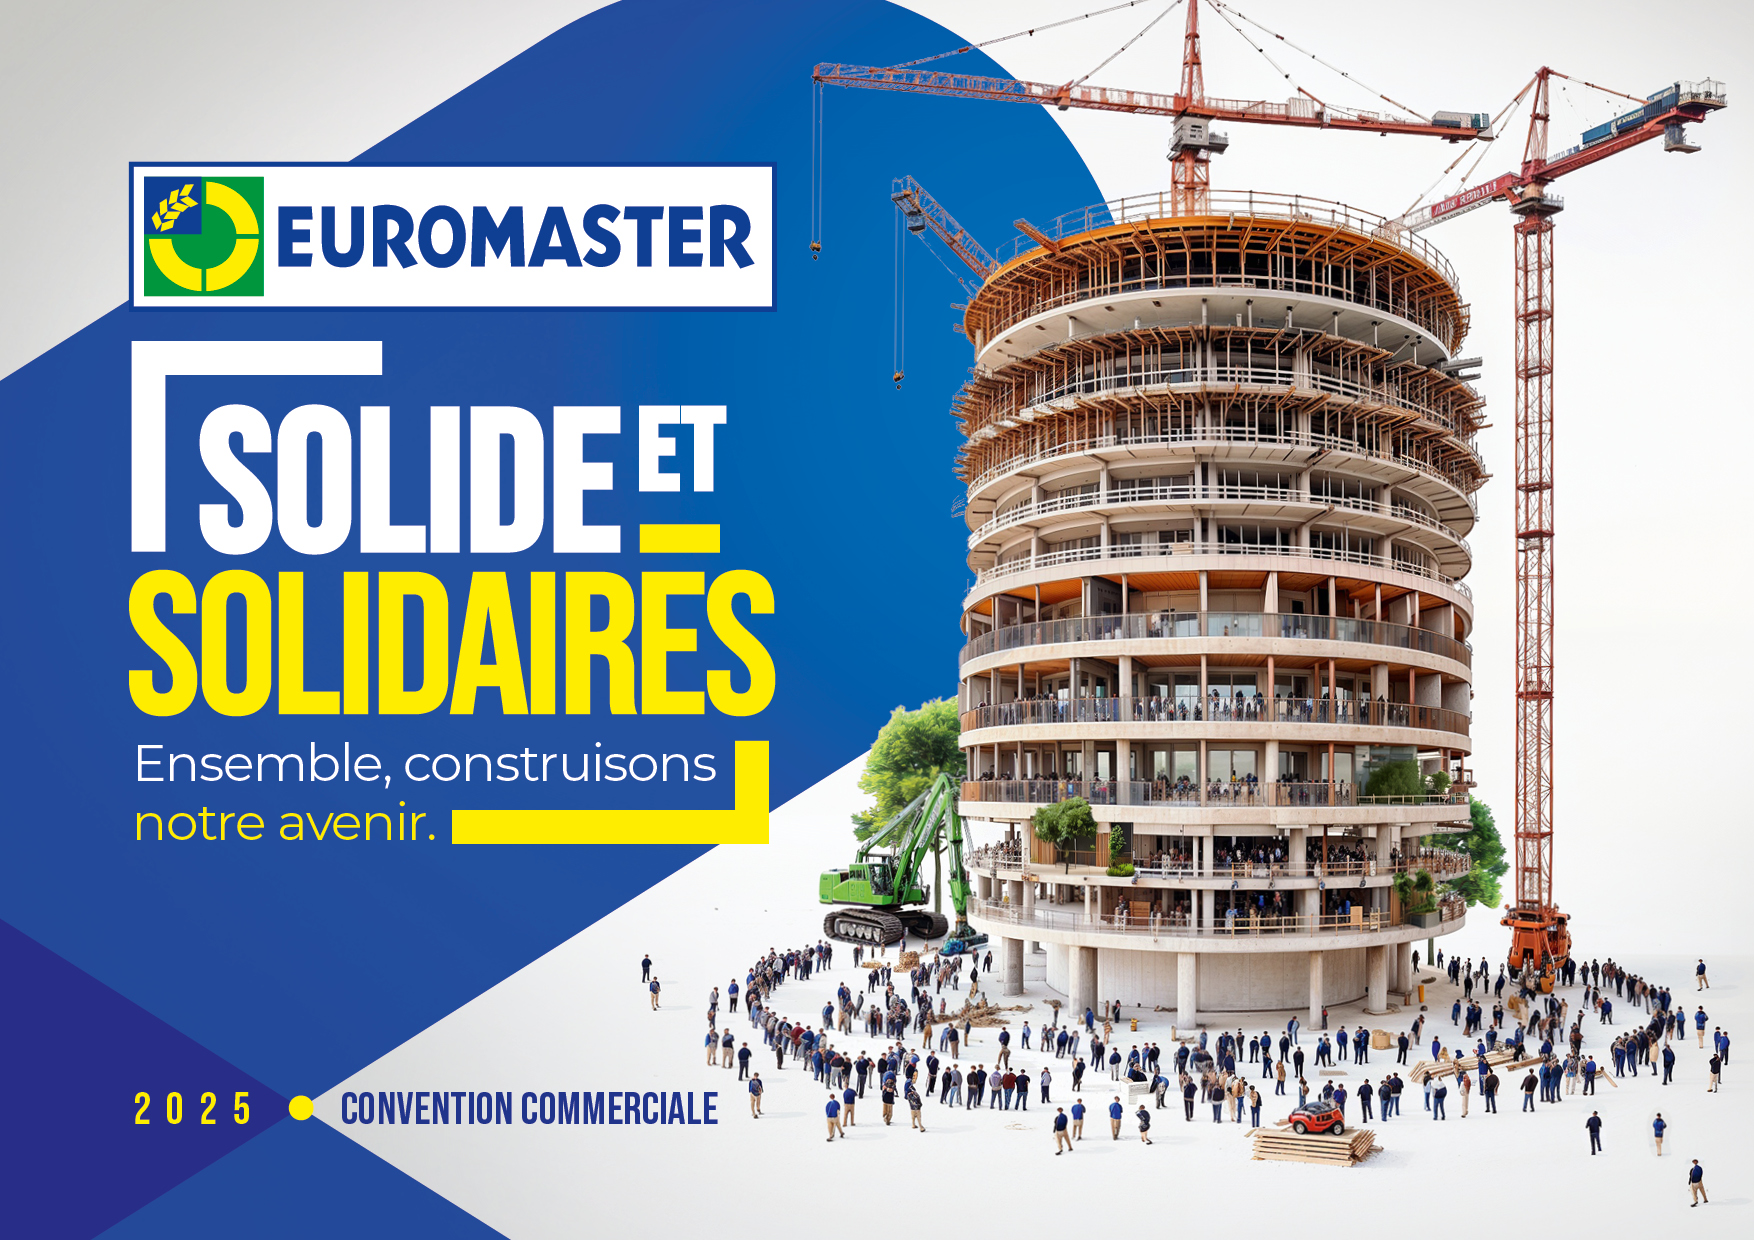 EUROMASTER
SOLIDE ET
SOLIDAIRES
Ensemble, construisons
notre avenir.
2025 CONVENTION COMMERCIALE